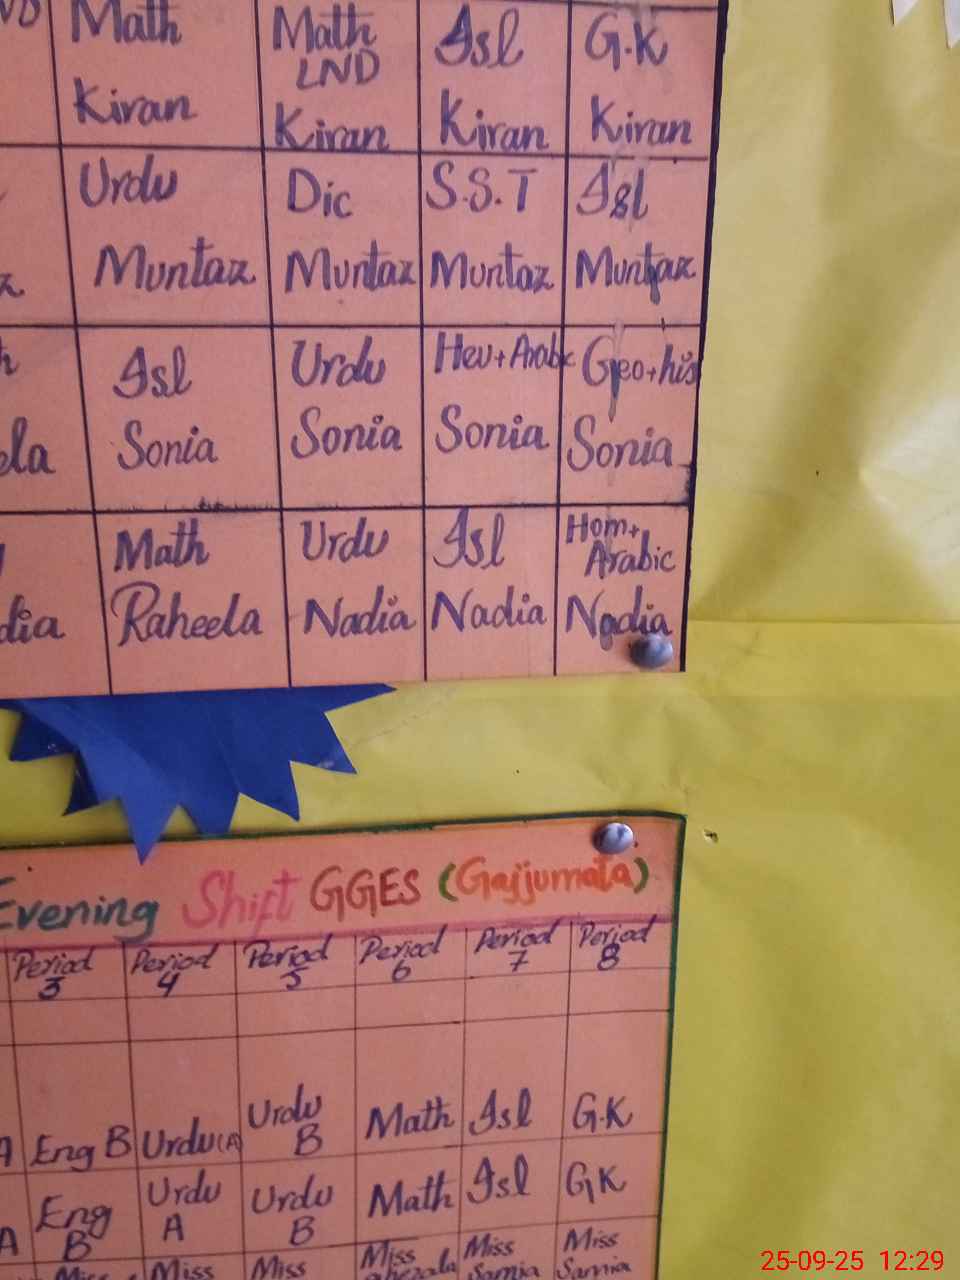 Math Math Isl G.K
LND
Kiran Kiran Kiran Kiran
Urdu Dic S.S.T Isl
Muntaz Muntaz Muntaz Muntaz
Isl Urdu Heu+Arabc Geo+his
Sonia Sonia Sonia Sonia
Math Urdu Isl Hom+
Arabic
Raheela Nadia Nadia Nadia
Evening Shift GGES (Gajjumata)
Period Period Period Period Period Period
3 4 5 6 7 8
A Eng B Urdu(A) Urdu B Math Isl G.K
A Eng B Urdu A Urdu B Math Isl G.K
Miss Miss Miss Miss Miss Miss
Samia Samia
25-09-25 12:29